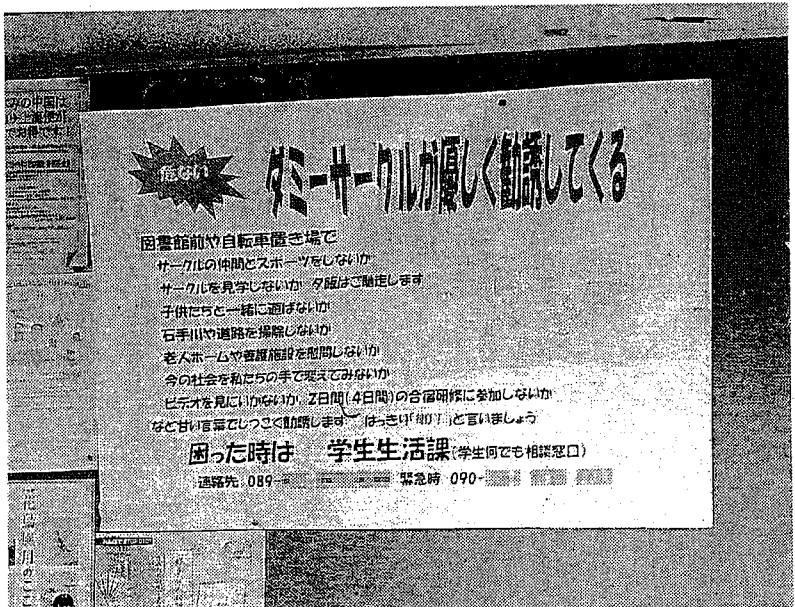 危ない
ダミーサークルが優しく勧誘してくる
図書館前や自転車置き場で
サークルの仲間とスポーツをしないか
サークルを見学しないか 夕飯はご馳走します
子供たちと一緒に遊ばないか
石手川や道路を掃除しないか
老人ホームや養護施設を慰問しないか
今の社会を私たちの手で変えてみないか
ビデオを見にいかないか、2日間(4日間)の合宿研修に参加しないか
など甘い言葉でしつこく勧誘します はっきり「NO!」と言いましょう
困った時は 学生生活課(学生何でも相談窓口)
連絡先 089- 緊急時 090-